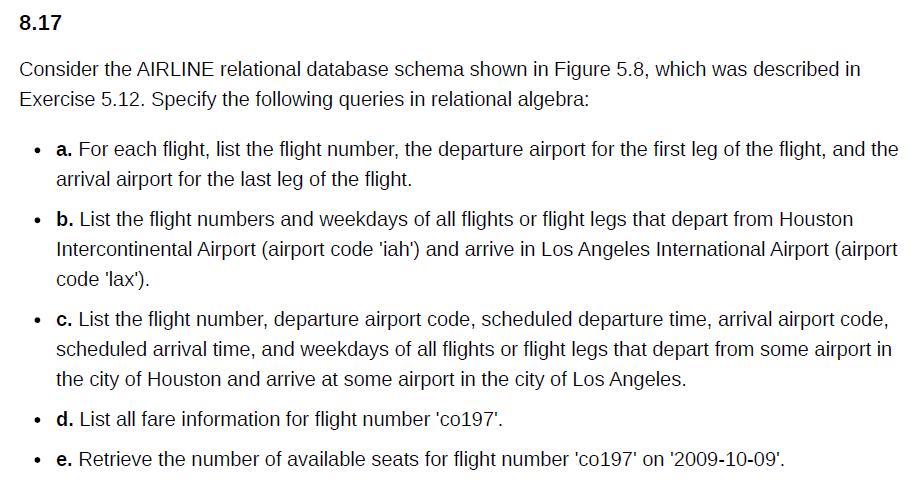 8.17
Consider the AIRLINE relational database schema shown in Figure 5.8, which was described in
Exercise 5.12. Specify the following queries in relational algebra:
• a. For each flight, list the flight number, the departure airport for the first leg of the flight, and the
arrival airport for the last leg of the flight.
• b. List the flight numbers and weekdays of all flights or flight legs that depart from Houston
Intercontinental Airport (airport code 'iah') and arrive in Los Angeles International Airport (airport
code 'lax').
• c. List the flight number, departure airport code, scheduled departure time, arrival airport code,
scheduled arrival time, and weekdays of all flights or flight legs that depart from some airport in
the city of Houston and arrive at some airport in the city of Los Angeles.
• d. List all fare information for flight number 'co197'.
• e. Retrieve the number of available seats for flight number 'co197' on '2009-10-09'.